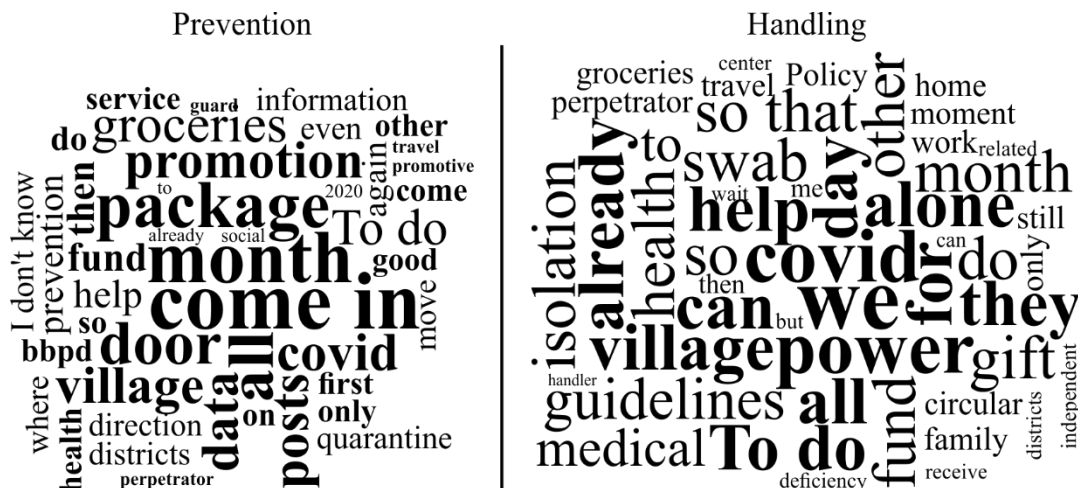 Prevention
service guard information
groceries even other
do promotion. again travel
promotive
then to 2020 come
package To do
I don't know
prevention
already social
fund month. good
help come in move
so
bbpd door all covid
village first
where data on posts only
health direction quarantine
districts
perpetrator
Handling
groceries center travel Policy other home
perpetrator so that moment
already to swab day work related
isolation health wait me month
help alone still
so covid for can do only
then
can but we they
village power gift
handler independent
guidelines all fund circular districts
medical To do family
deficiency receive